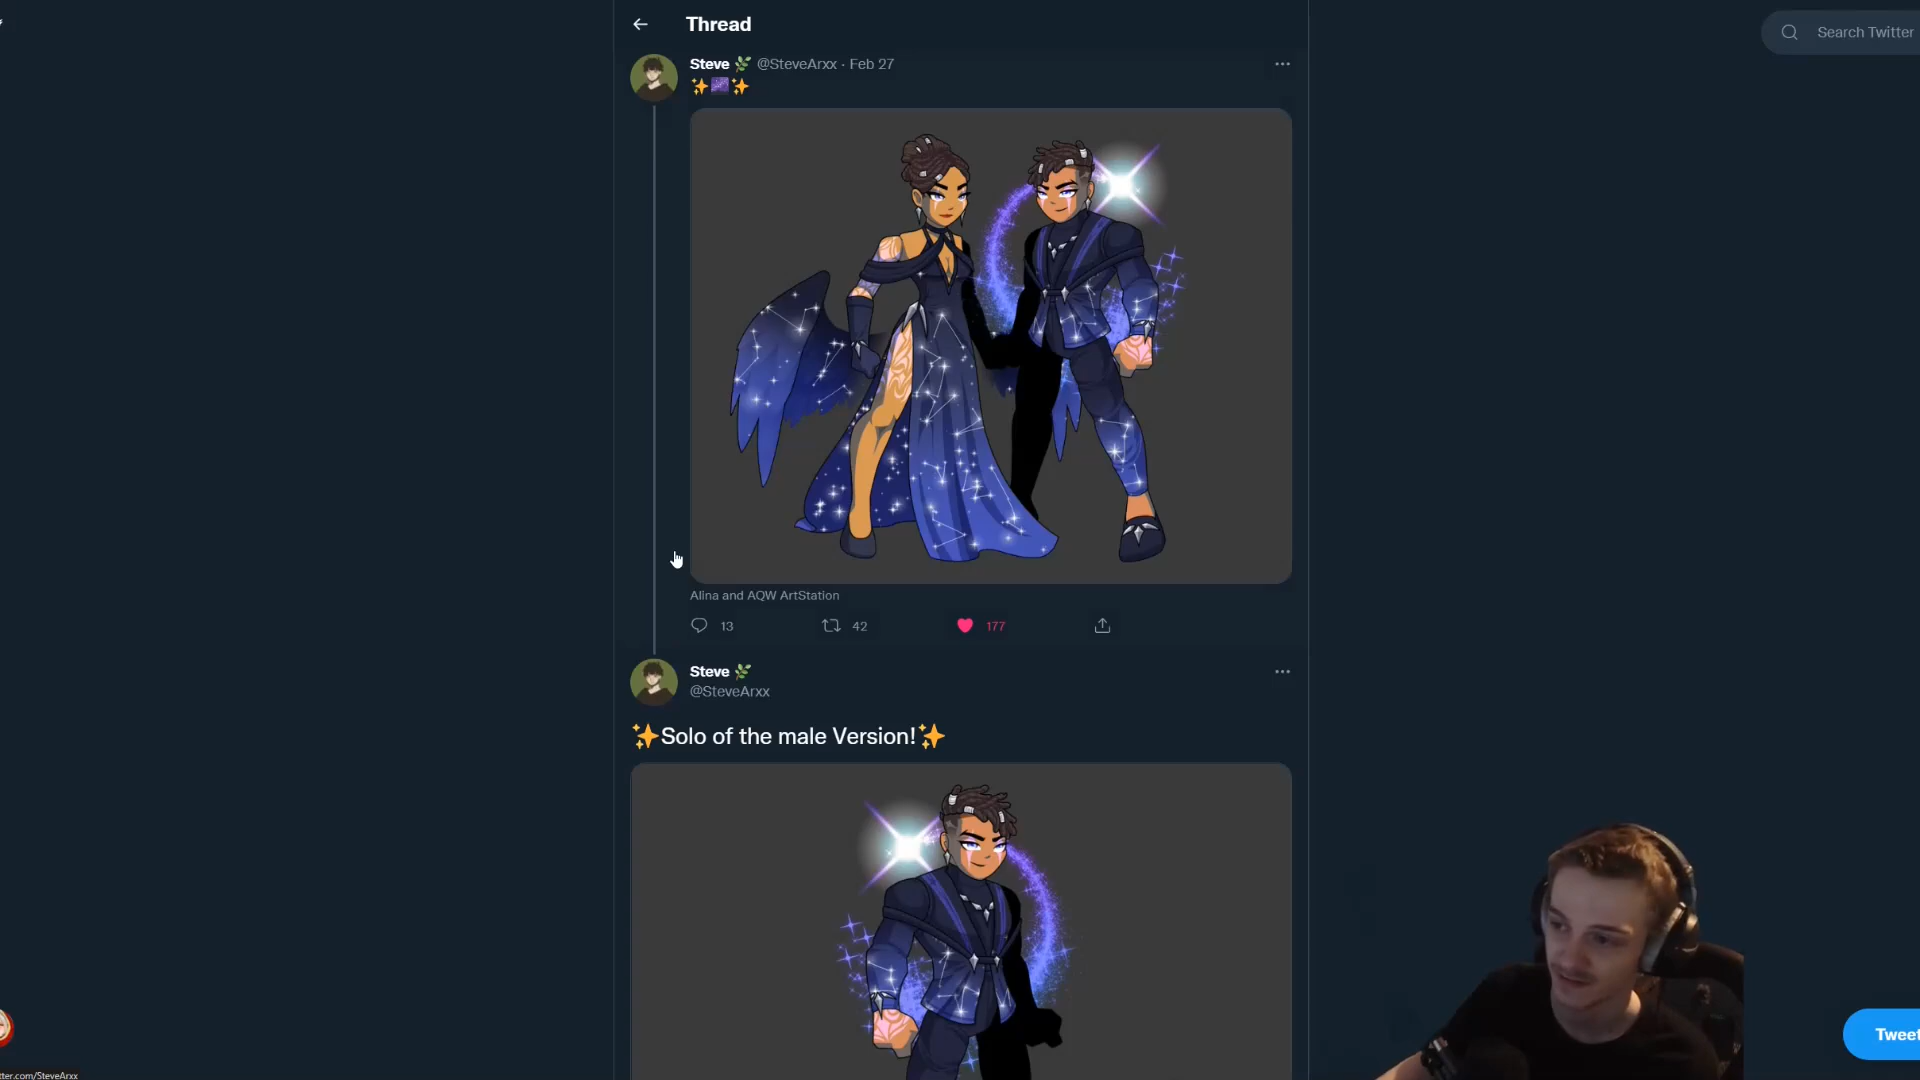 Thread
Search Twitter
Steve @SteveArxx · Feb 27
Alina and AQW ArtStation
13 42 177
Steve
@SteveArxx
✨Solo of the male Version!✨
Tweet
tter.com/SteveArxx